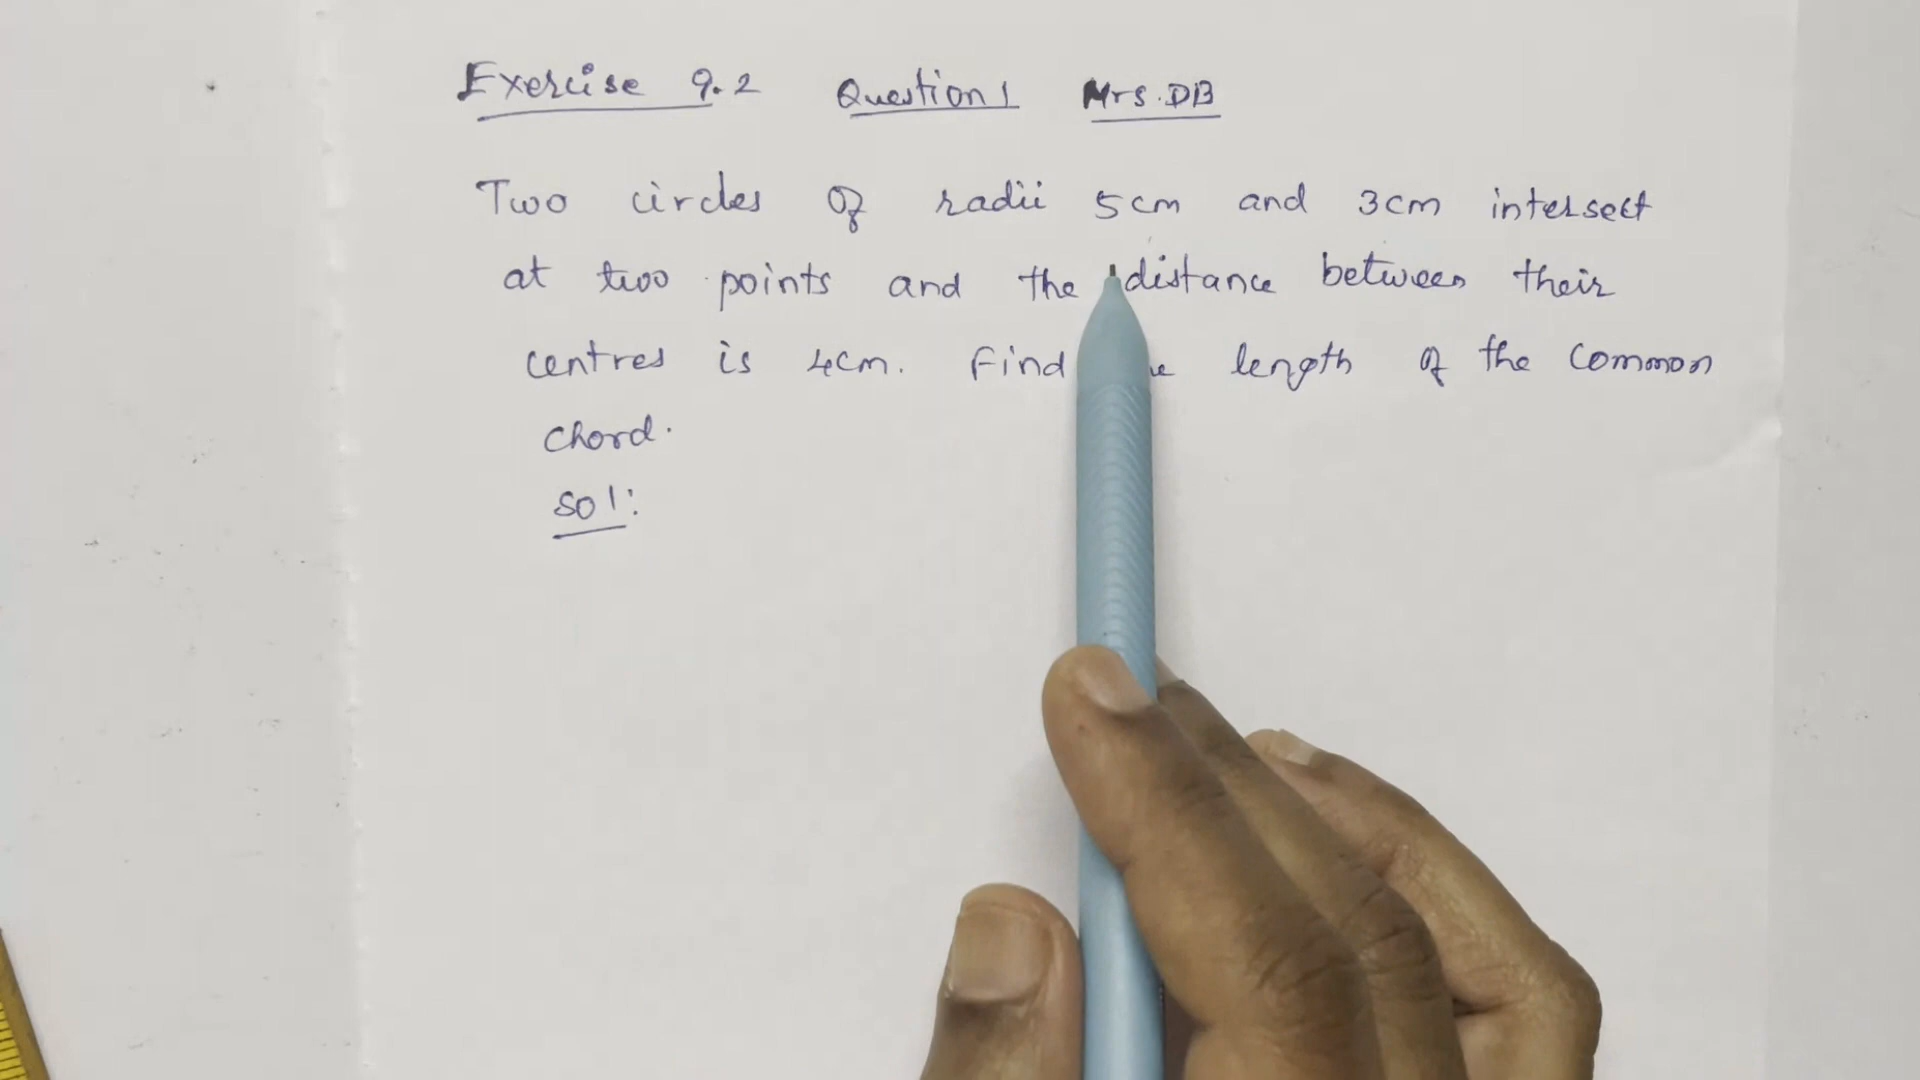 Exercise 9.2 Question 1 Mrs. DB
Two circles of radii 5cm and 3cm intersect
at two points and the distance between their
centres is 4cm. Find length of the common
chord.
Sol: